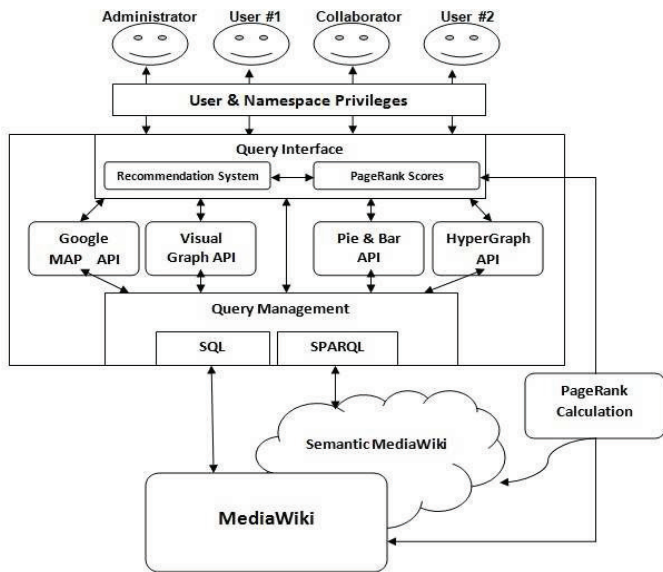 Administrator User #1 Collaborator User #2
User & Namespace Privileges
Query Interface
Recommendation System PageRank Scores
Google Visual Pie & Bar HyperGraph
MAP API Graph API API API
Query Management
SQL SPARQL
PageRank
Calculation
Semantic MediaWiki
MediaWiki